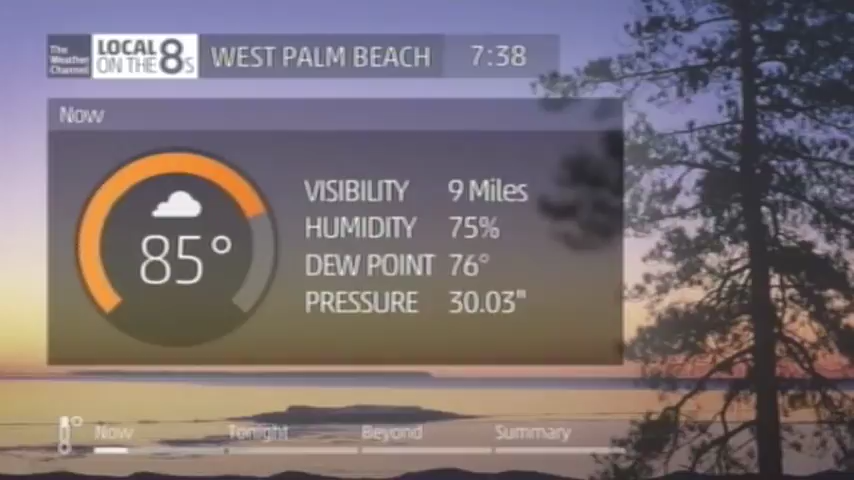 The Weather Channel
LOCAL ON THE 8s
WEST PALM BEACH 7:38
Now
85°
VISIBILITY 9 Miles
HUMIDITY 75%
DEW POINT 76°
PRESSURE 30.03"
Now Tonight Beyond Summary